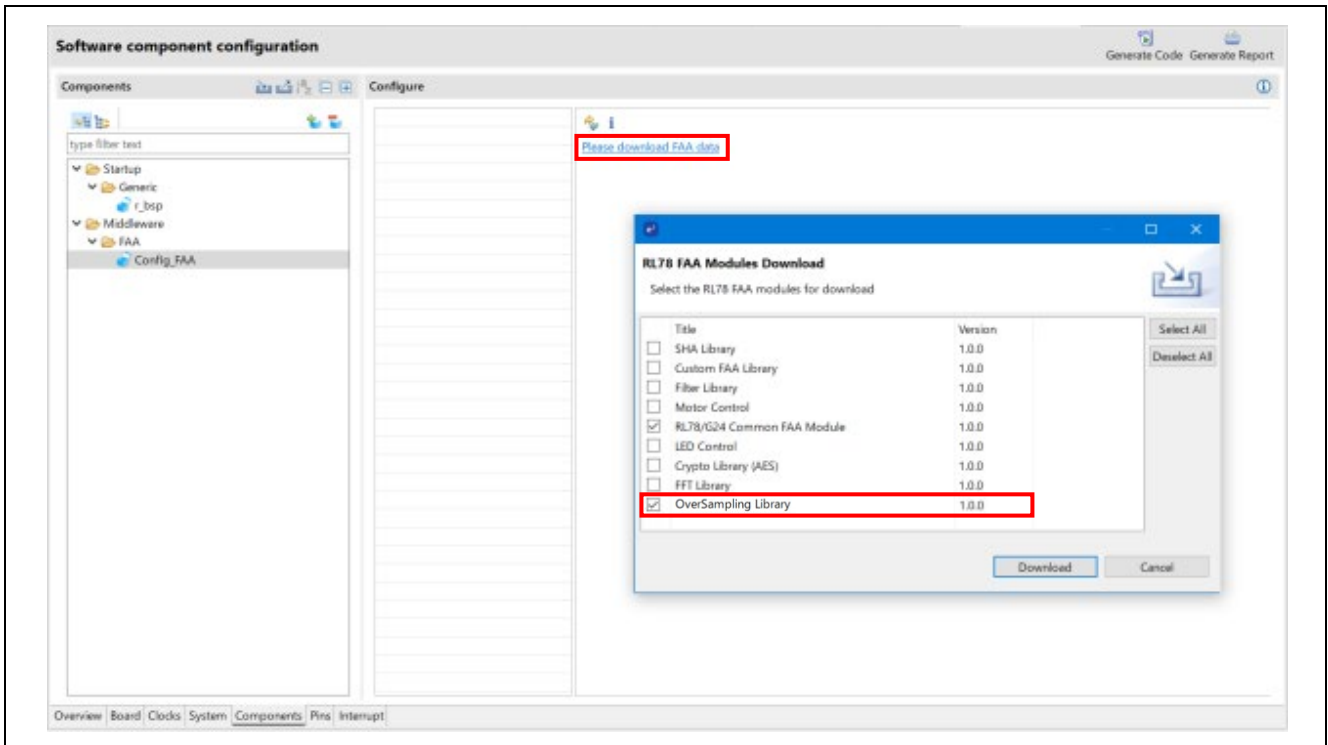 Software component configuration
Generate Code Generate Report
Components
Configure
type filter text
Startup
Generic
r_bsp
Middleware
FAA
Config_FAA
Please download FAA data
RL78 FAA Modules Download
Select the RL78 FAA modules for download
Title Version
SHA Library 1.0.0
Custom FAA Library 1.0.0
Filter Library 1.0.0
Motor Control 1.0.0
RL78/G24 Common FAA Module 1.0.0
LED Control 1.0.0
Crypto Library (AES) 1.0.0
FFT Library 1.0.0
OverSampling Library 1.0.0
Select All
Deselect All
Download Cancel
Overview Board Clocks System Components Pins Interrupt